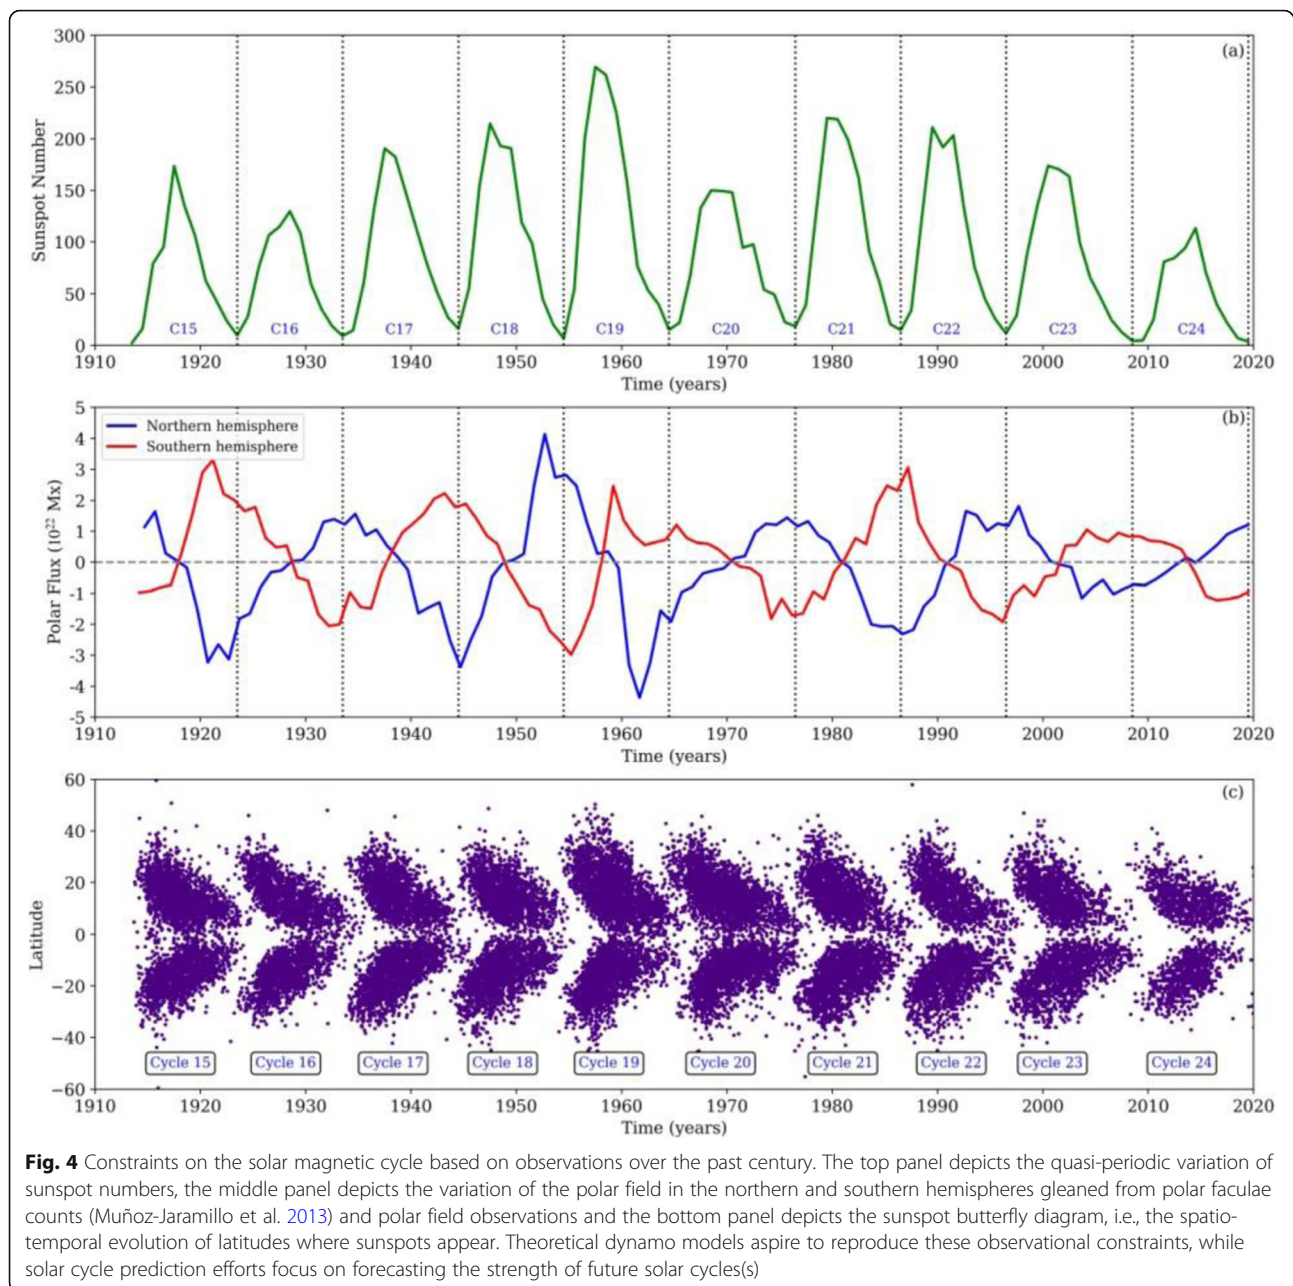 300
250
200
150
100
50
0
Sunspot Number
(a)
C15 C16 C17 C18 C19 C20 C21 C22 C23 C24
1910 1920 1930 1940 1950 1960 1970 1980 1990 2000 2010 2020
Time (years)
5
4
3
2
1
0
-1
-2
-3
-4
-5
Polar Flux (10²² Mx)
Northern hemisphere
Southern hemisphere
(b)
1910 1920 1930 1940 1950 1960 1970 1980 1990 2000 2010 2020
Time (years)
60
40
20
0
−20
−40
−60
Latitude
(c)
Cycle 15 Cycle 16 Cycle 17 Cycle 18 Cycle 19 Cycle 20 Cycle 21 Cycle 22 Cycle 23 Cycle 24
1910 1920 1930 1940 1950 1960 1970 1980 1990 2000 2010 2020
Time (years)
Fig. 4 Constraints on the solar magnetic cycle based on observations over the past century. The top panel depicts the quasi-periodic variation of
sunspot numbers, the middle panel depicts the variation of the polar field in the northern and southern hemispheres gleaned from polar faculae
counts (Muñoz-Jaramillo et al. 2013) and polar field observations and the bottom panel depicts the sunspot butterfly diagram, i.e., the spatio-
temporal evolution of latitudes where sunspots appear. Theoretical dynamo models aspire to reproduce these observational constraints, while
solar cycle prediction efforts focus on forecasting the strength of future solar cycles(s)